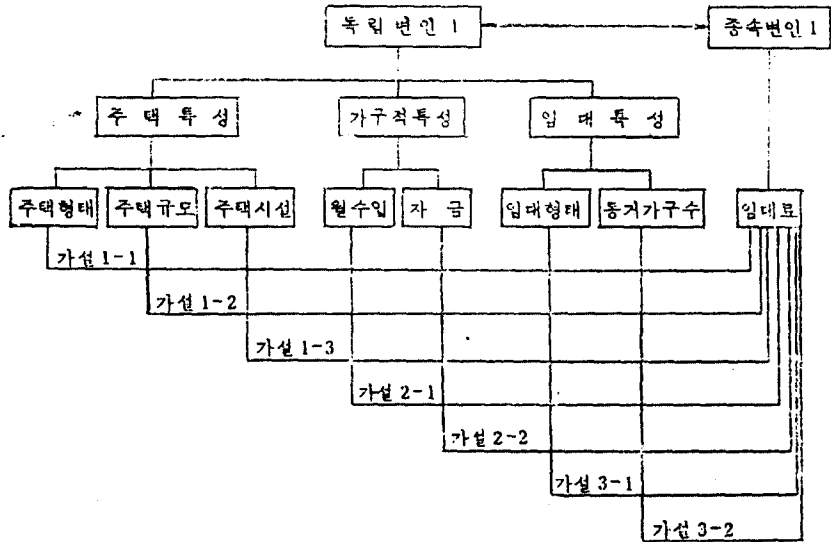 독립변인 1 종속변인 1
주택특성 가구적특성 임대특성
주택형태 주택규모 주택시설 월수입 자금 임대형태 동거가구수 임대료
가설 1-1
가설 1-2
가설 1-3
가설 2-1
가설 2-2
가설 3-1
가설 3-2